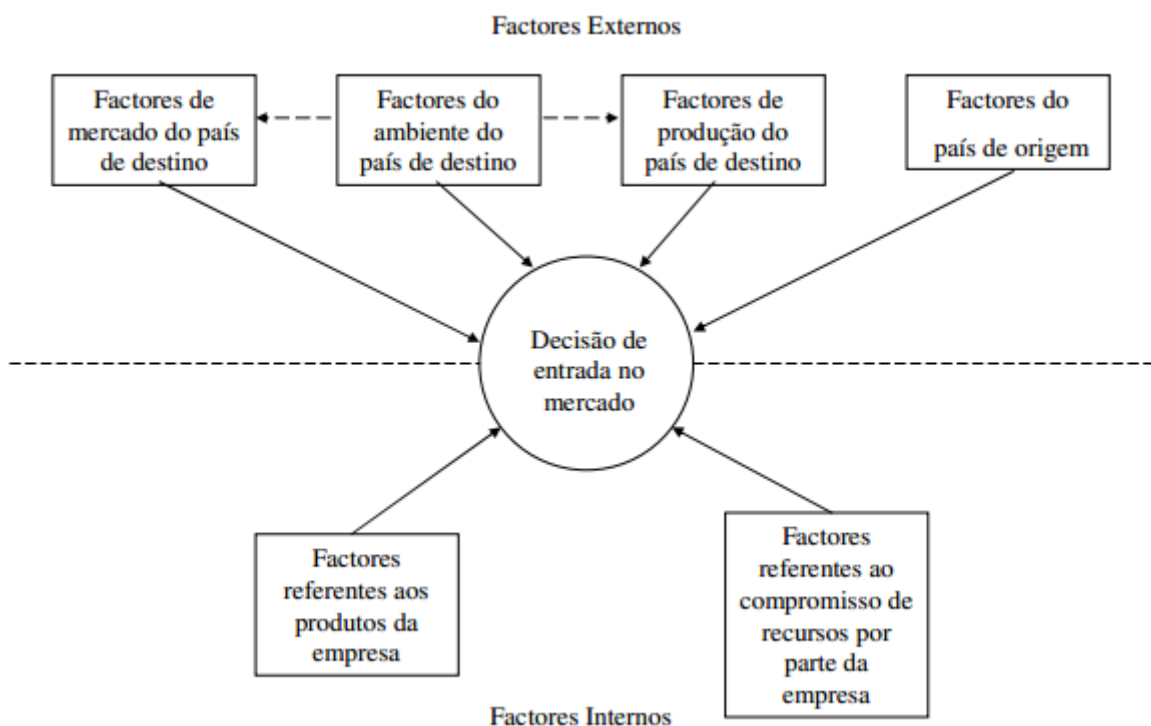 Factores Externos
Factores de
mercado do país
de destino
Factores do
ambiente do
país de destino
Factores de
produção do
país de destino
Factores do
país de origem
Decisão de
entrada no
mercado
Factores
referentes aos
produtos da
empresa
Factores
referentes ao
compromisso de
recursos por
parte da
empresa
Factores Internos